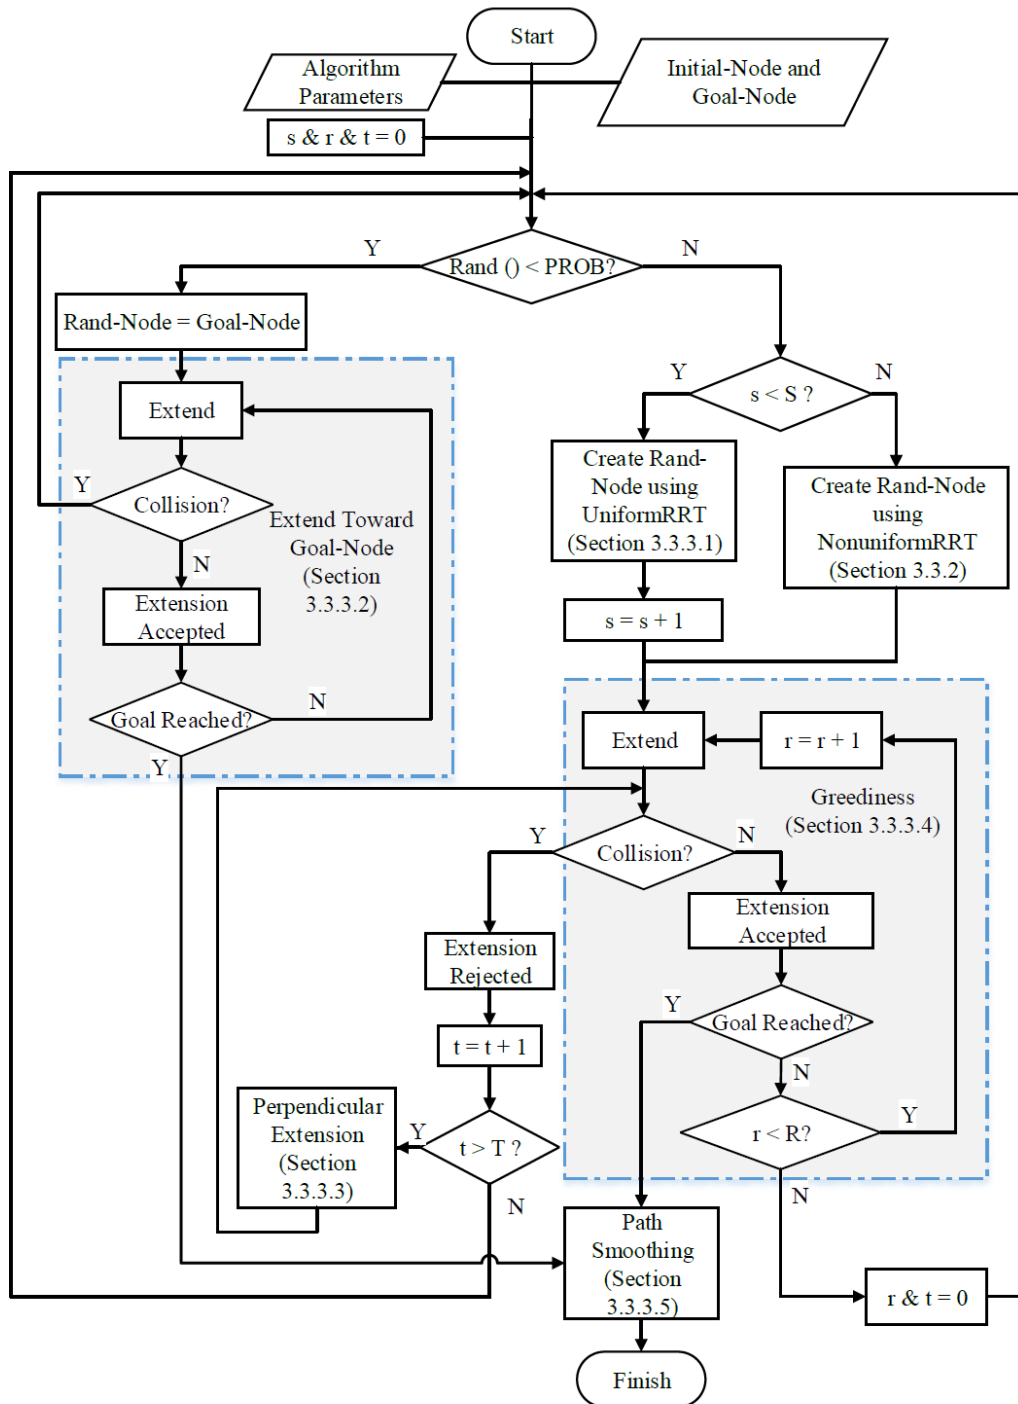 Start
Algorithm
Parameters
Initial-Node and
Goal-Node
s & r & t = 0
Y
Rand () < PROB?
N
Rand-Node = Goal-Node
Extend
Y
Collision?
Extend Toward
Goal-Node
(Section
3.3.3.2)
N
Extension
Accepted
Goal Reached?
N
Y
Y
s < S ?
N
Create Rand-
Node using
UniformRRT
(Section 3.3.3.1)
Create Rand-Node
using
NonuniformRRT
(Section 3.3.2)
s = s + 1
Extend
r = r + 1
Greediness
(Section 3.3.3.4)
Y
Collision?
N
Extension
Rejected
Extension
Accepted
t = t + 1
Y
Goal Reached?
N
Perpendicular
Extension
(Section
3.3.3.3)
Y
t > T ?
N
r < R?
Y
N
Path
Smoothing
(Section
3.3.3.5)
r & t = 0
Finish